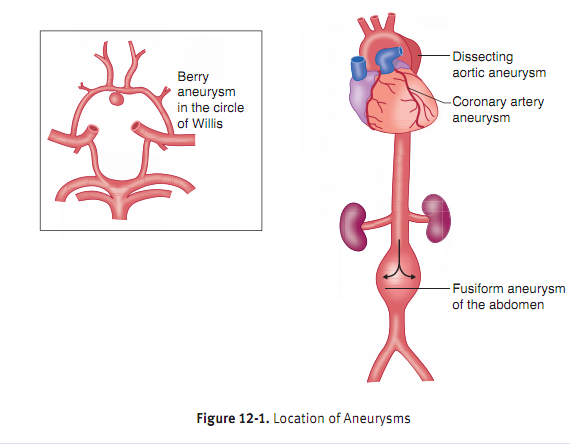 Berry
aneurysm
in the circle
of Willis
Dissecting
aortic aneurysm
Coronary artery
aneurysm
Fusiform aneurysm
of the abdomen
Figure 12-1. Location of Aneurysms